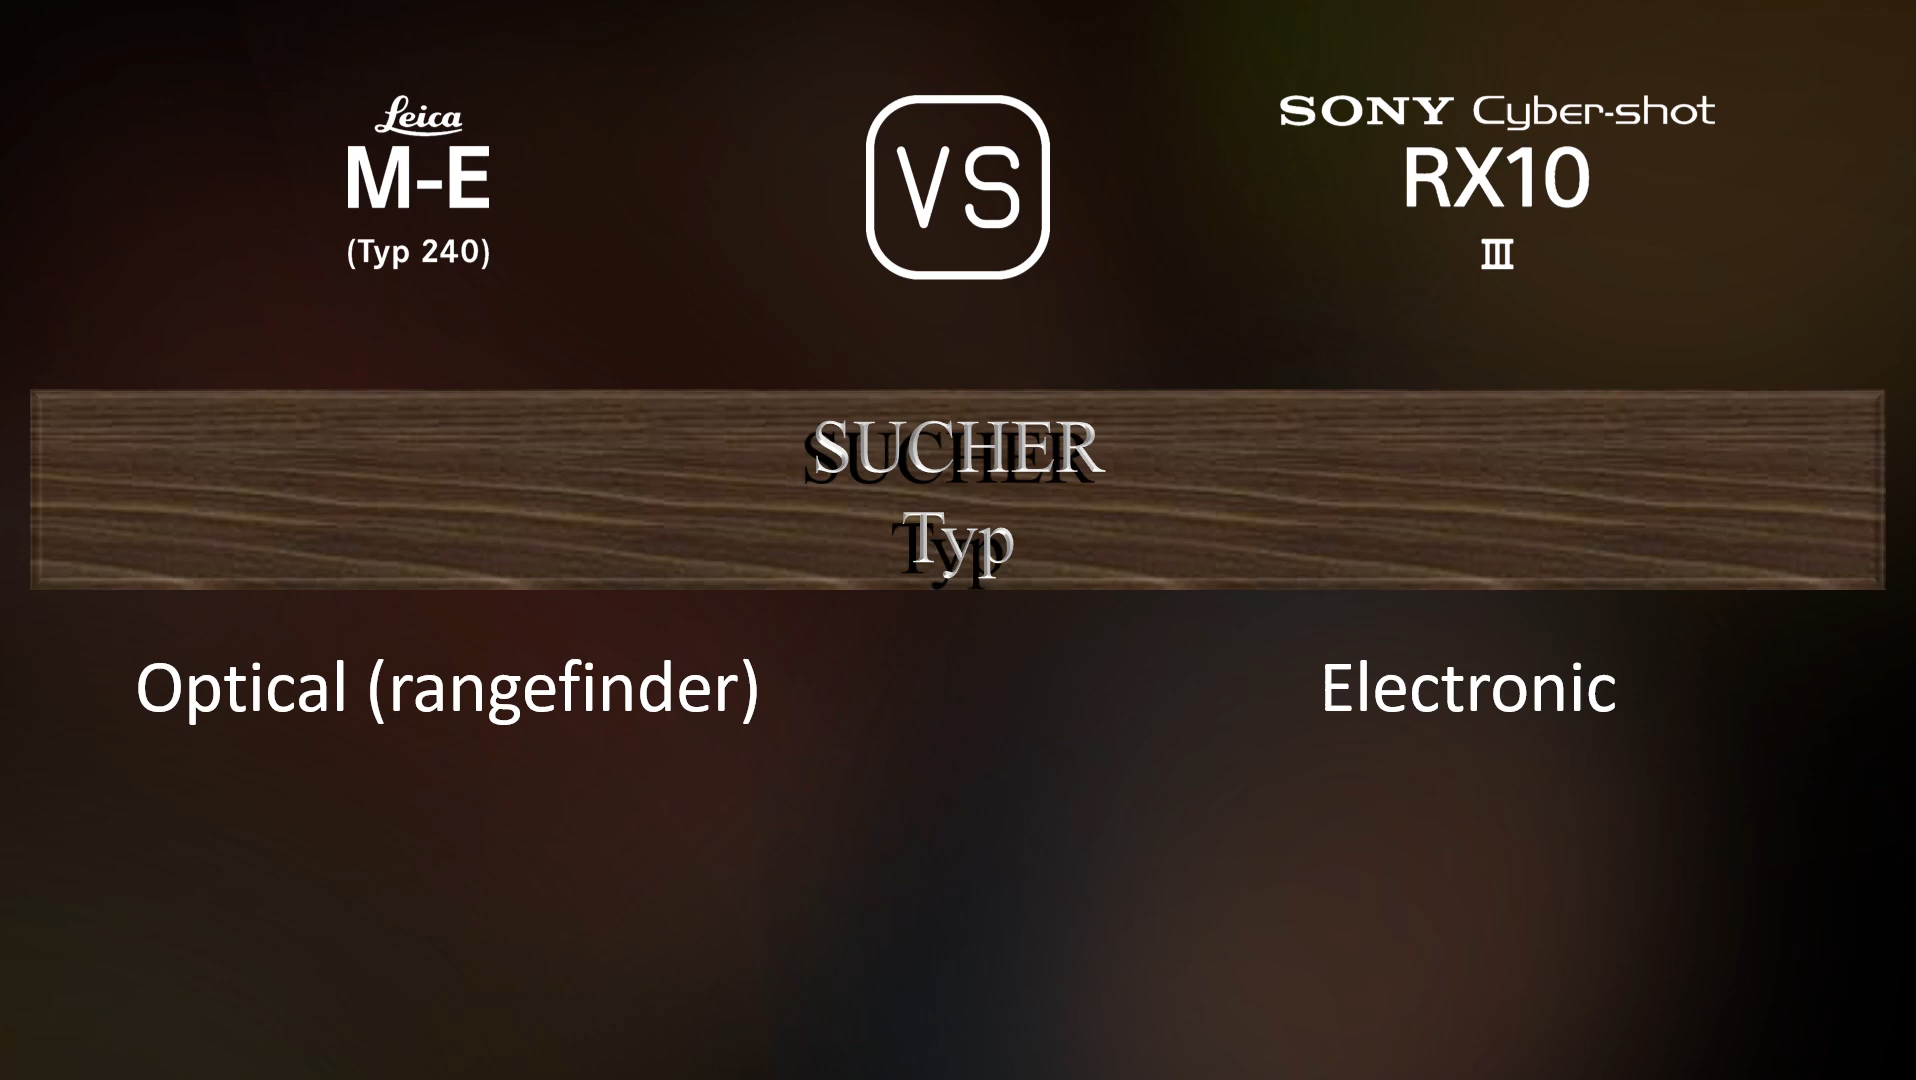 Leica
M-E
(Typ 240)
VS
SONY Cyber-shot
RX10
III
SUCHER
Typ
Optical (rangefinder)
Electronic